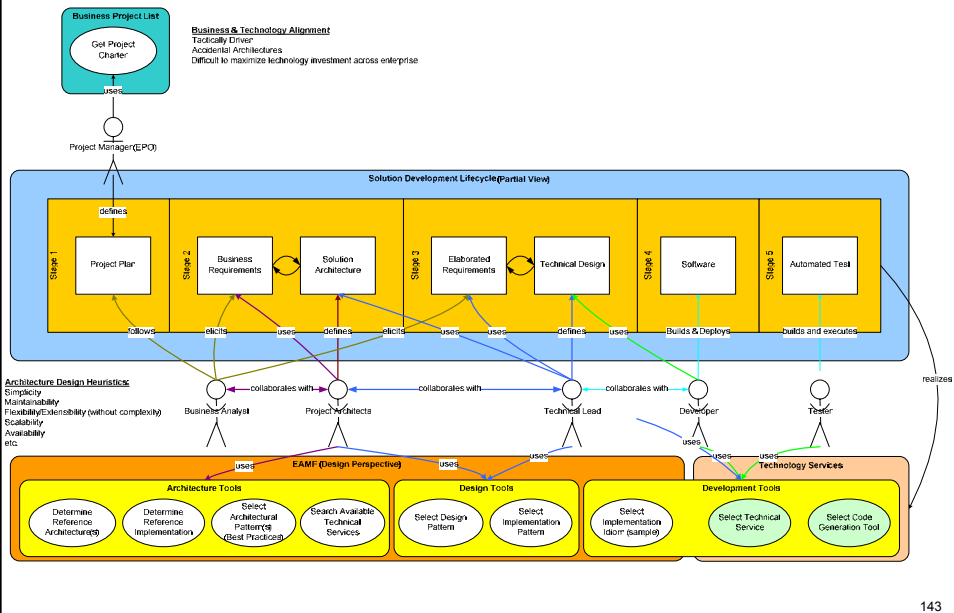 Business Project List
Get Project
Charter
Business & Technology Alignment
Tactically Driven
Accidental Architectures
Difficult to maximize technology investment across enterprise
uses
Project Manager(EPO)
Solution Development Lifecycle(Partial View)
defines
Stage 1
Project Plan
Stage 2
Business
Requirements
Solution
Architecture
Stage 3
Elaborated
Requirements
Technical Design
Stage 4
Software
Stage 5
Automated Test
follows
elicits
uses
defines
elicits
uses
uses
defines
uses
Builds & Deploys
builds and executes
realizes
Architecture Design Heuristics:
Simplicity
Maintainability
Flexibility/Extensibility (without complexity)
Scalability
Availability
etc.
collaborates with
collaborates with
collaborates with
Business Analyst
Project Architects
Technical Lead
Developer
Tester
uses
uses
uses
uses
uses
uses
EAMF (Design Perspective)
Technology Services
Architecture Tools
Determine
Reference
Architecture(s)
Determine
Reference
Implementation
Select
Architectural
Pattern(s)
(Best Practices)
Search Available
Technical
Services
Design Tools
Select Design
Pattern
Select
Implementation
Pattern
Development Tools
Select
Implementation
Idiom (sample)
Select Technical
Service
Select Code
Generation Tool
143